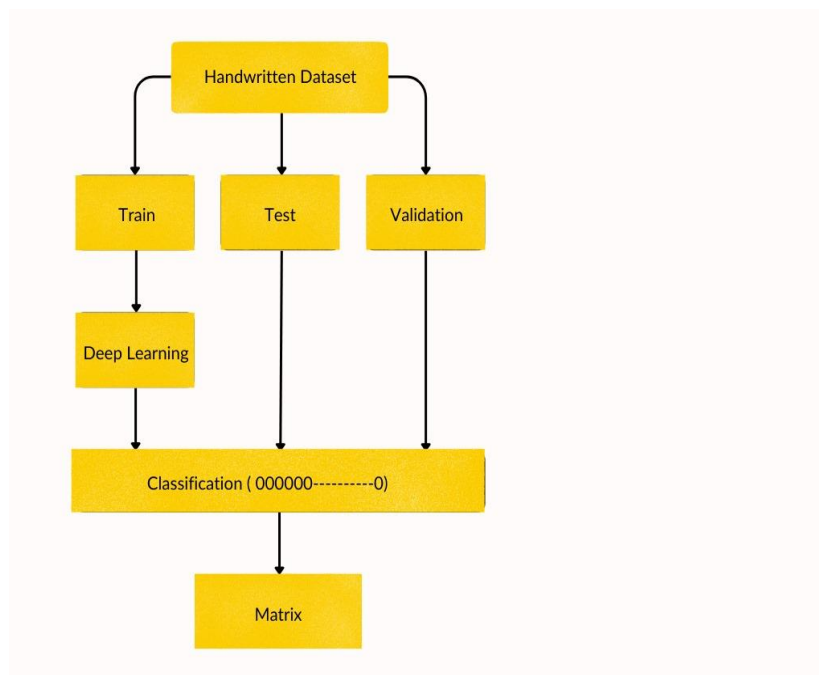 Handwritten Dataset
Train
Test
Validation
Deep Learning
Classification ( 000000----------0)
Matrix